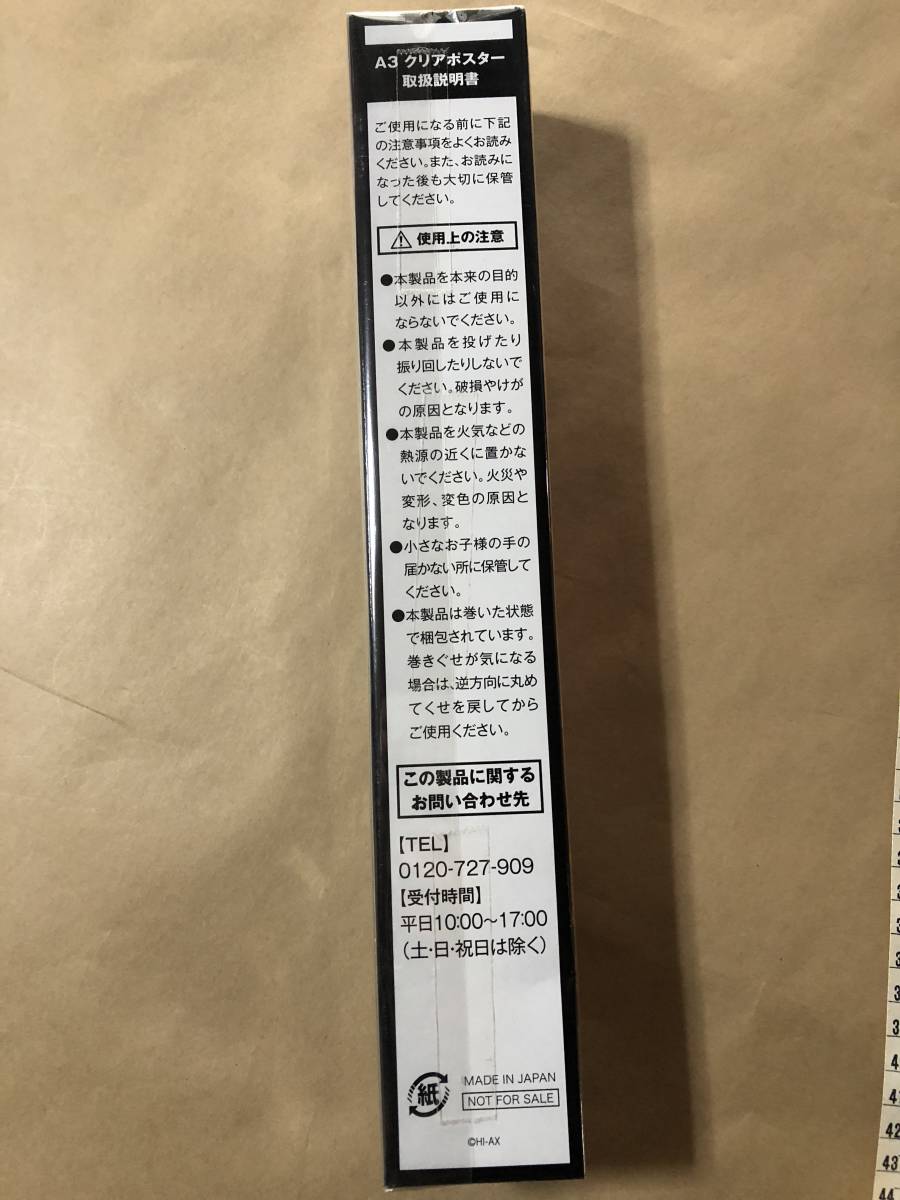 A3 クリアポスター
取扱説明書
ご使用になる前に下記
の注意事項をよくお読み
ください。また、お読みに
なった後も大切に保管
してください。
使用上の注意
●本製品を本来の目的
以外にはご使用に
ならないでください。
●本製品を投げたり
振り回したりしないで
ください。破損やけが
の原因となります。
●本製品を火気などの
熱源の近くに置かな
いでください。火災や
変形、変色の原因と
なります。
●小さなお子様の手の
届かない所に保管して
ください。
●本製品は巻いた状態
で梱包されています。
巻きぐせが気になる
場合は、逆方向に丸め
てくせを戻してから
ご使用ください。
この製品に関する
お問い合わせ先
【TEL】
0120-727-909
【受付時間】
平日10:00〜17:00
（土・日・祝日は除く）
紙
MADE IN JAPAN
NOT FOR SALE
©HI-AX
42
43
44